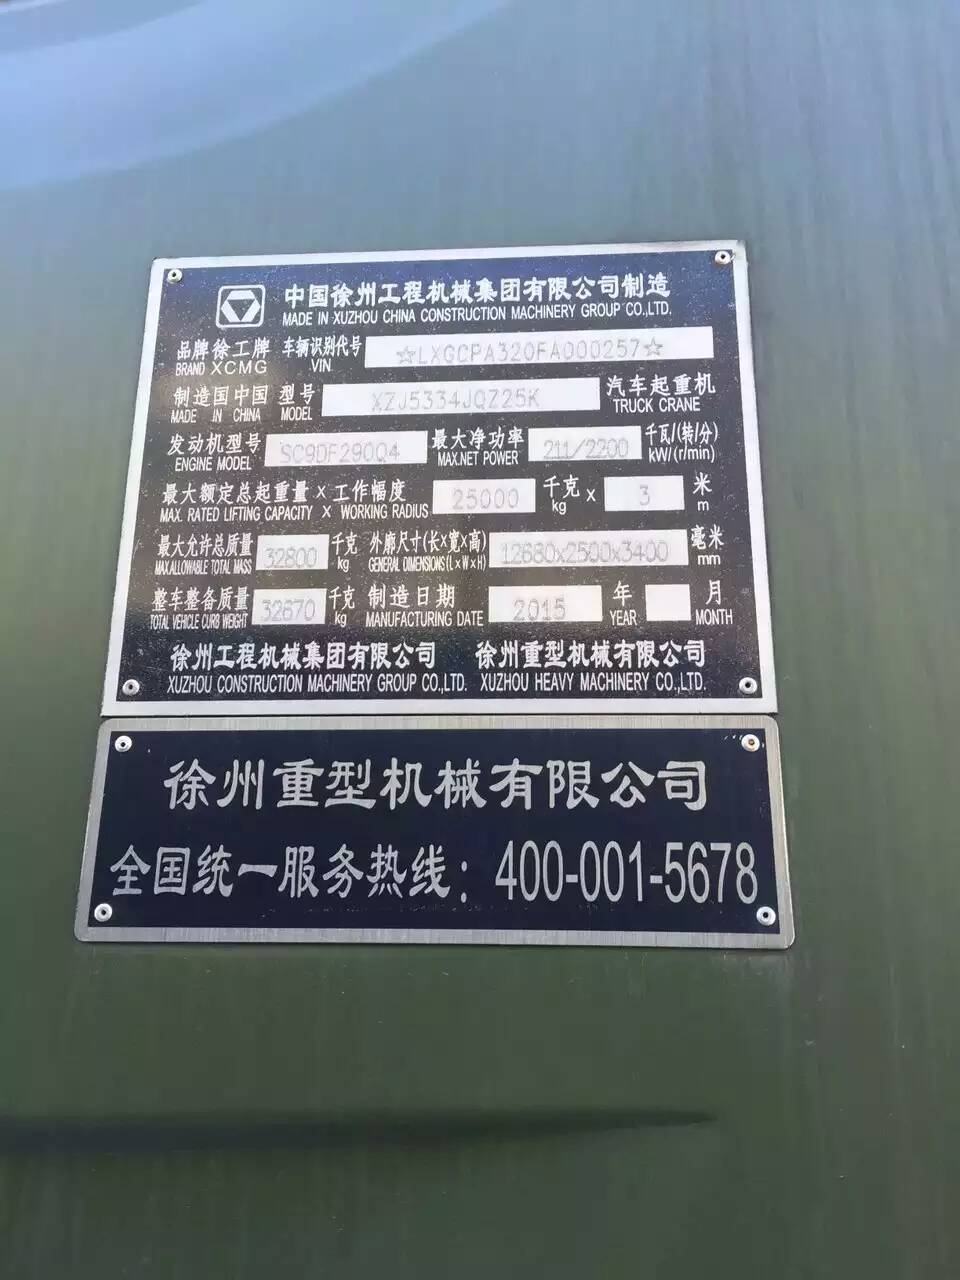 中国徐州工程机械集团有限公司制造
MADE IN XUZHOU CHINA CONSTRUCTION MACHINERY GROUP CO.,LTD.
品牌 徐工牌 车辆识别代号 ☆LXGCPA320FA000257☆
BRAND XCMG VIN
制造国 中国 型号 XZJ5334JQZ25K 汽车起重机
MADE IN CHINA MODEL TRUCK CRANE
发动机型号 SC9DF290Q4 最大净功率 211/2200 千瓦/(转/分)
ENGINE MODEL MAX.NET POWER kW/(r/min)
最大额定总起重量 × 工作幅度 25000 千克 × 3 米
MAX. RATED LIFTING CAPACITY × WORKING RADIUS kg m
最大允许总质量 32800 千克 外廓尺寸(长×宽×高) 12680x2500x3400 毫米
MAX.ALLOWABLE TOTAL MASS kg GENERAL DIMENSIONS(L×W×H) mm
整车整备质量 32670 千克 制造日期 2015 年 月
TOTAL VEHICLE CURB WEIGHT kg MANUFACTURING DATE YEAR MONTH
徐州工程机械集团有限公司 徐州重型机械有限公司
XUZHOU CONSTRUCTION MACHINERY GROUP CO.,LTD. XUZHOU HEAVY MACHINERY CO.,LTD.
徐州重型机械有限公司
全国统一服务热线：400-001-5678